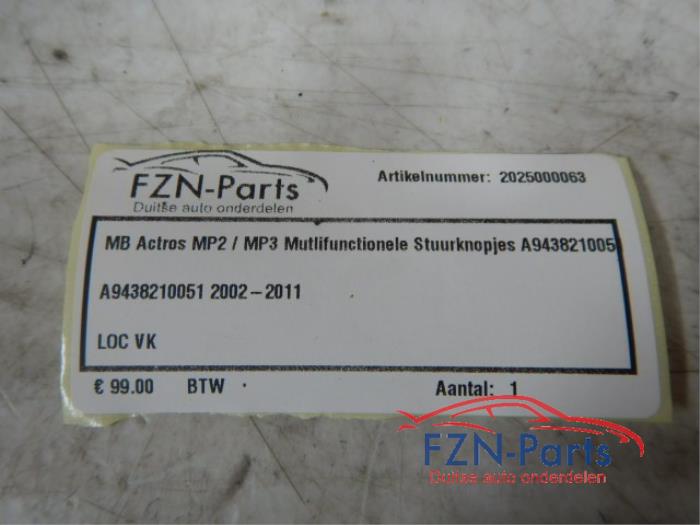 FZN-Parts
Duitse auto onderdelen
Artikelnummer: 2025000063
MB Actros MP2 / MP3 Mutlifunctionele Stuurknopjes A943821005
A9438210051 2002-2011
LOC VK
€ 99.00 BTW Aantal: 1
FZN-Parts
Duitse auto onderdelen